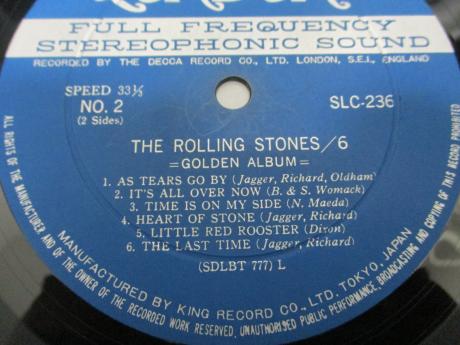 FULL FREQUENCY
STEREOPHONIC SOUND
RECORDED BY THE DECCA RECORD CO., LTD. LONDON, S.E.I., ENGLAND
SPEED 33⅓
NO. 2
(2 Sides)
SLC-236
THE ROLLING STONES/6
=GOLDEN ALBUM=
1. AS TEARS GO BY (Jagger, Richard, Oldham)
2. IT'S ALL OVER NOW (B. & S. Womack)
3. TIME IS ON MY SIDE (N. Maeda)
4. HEART OF STONE (Jagger, Richard)
5. LITTLE RED ROOSTER (Dixon)
6. THE LAST TIME (Jagger, Richard)
(SDLBT 777) L
MANUFACTURED BY KING RECORD CO., LTD. TOKYO, JAPAN
ALL RIGHTS OF THE MANUFACTURER AND OF THE OWNER OF THE RECORDED WORK RESERVED. UNAUTHORISED PUBLIC PERFORMANCE, BROADCASTING AND COPYING OF THIS RECORD PROHIBITED